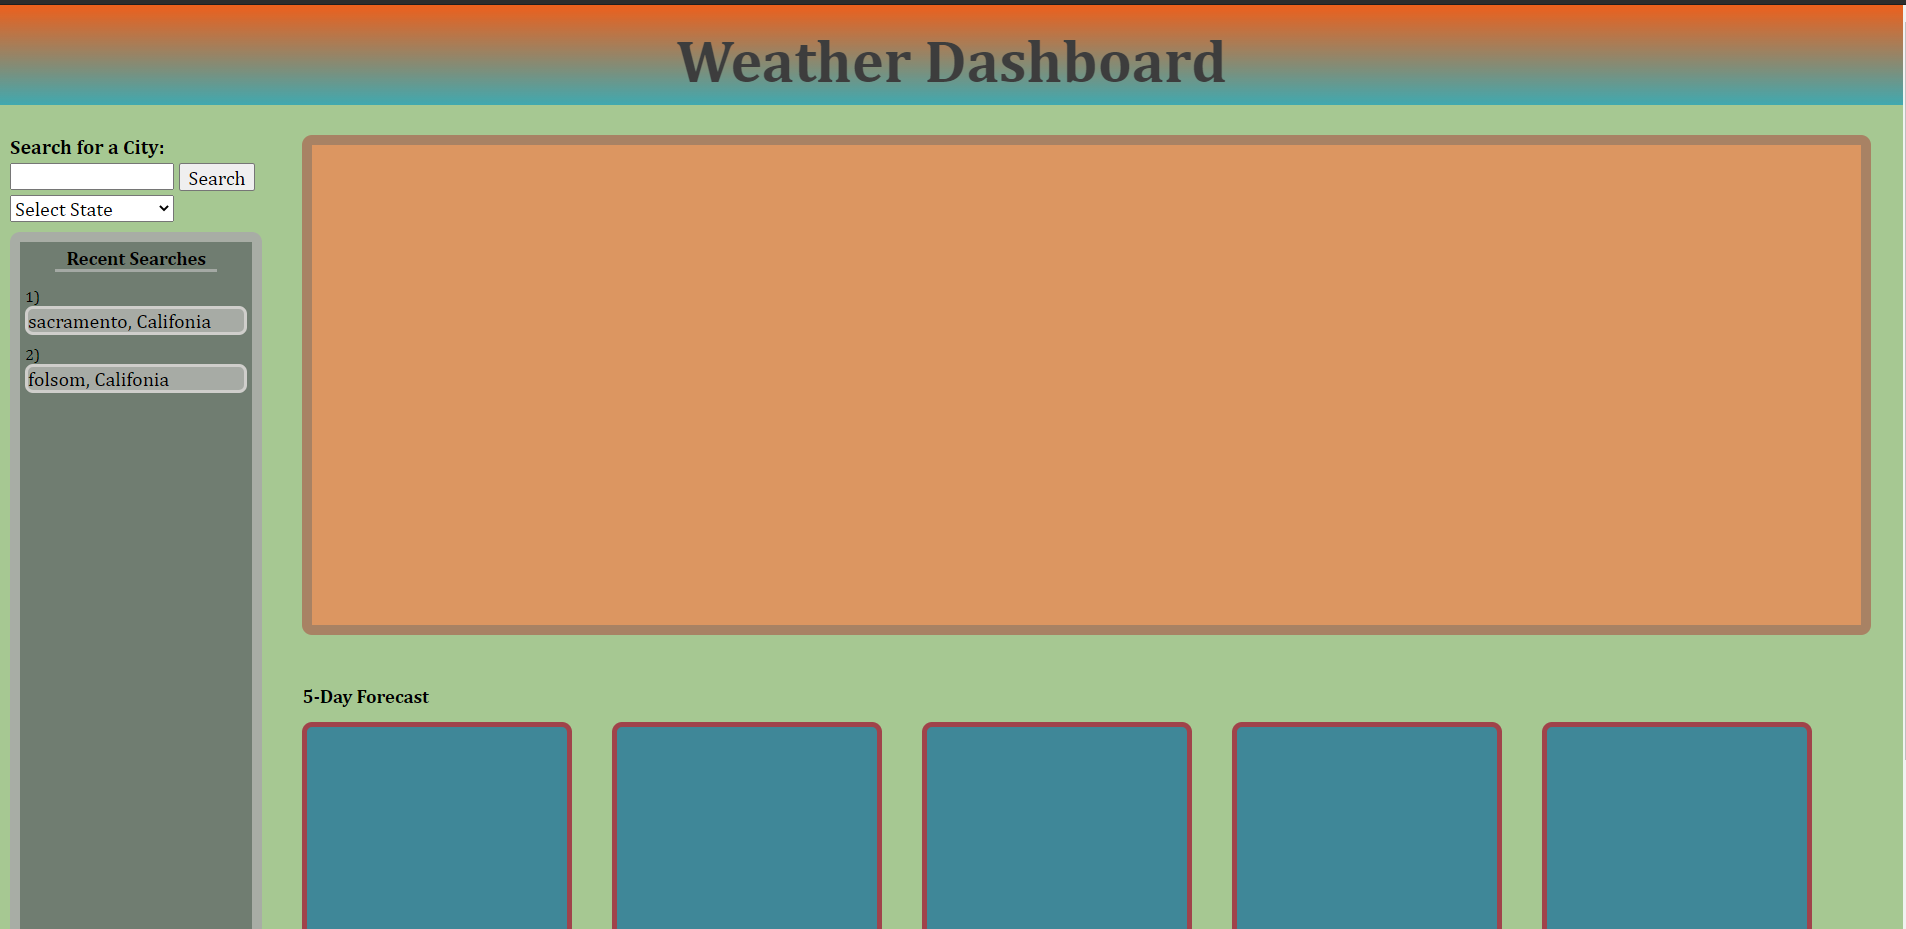 Weather Dashboard
Search for a City:
Search
Select State
Recent Searches
1)
sacramento, Califonia
2)
folsom, Califonia
5-Day Forecast